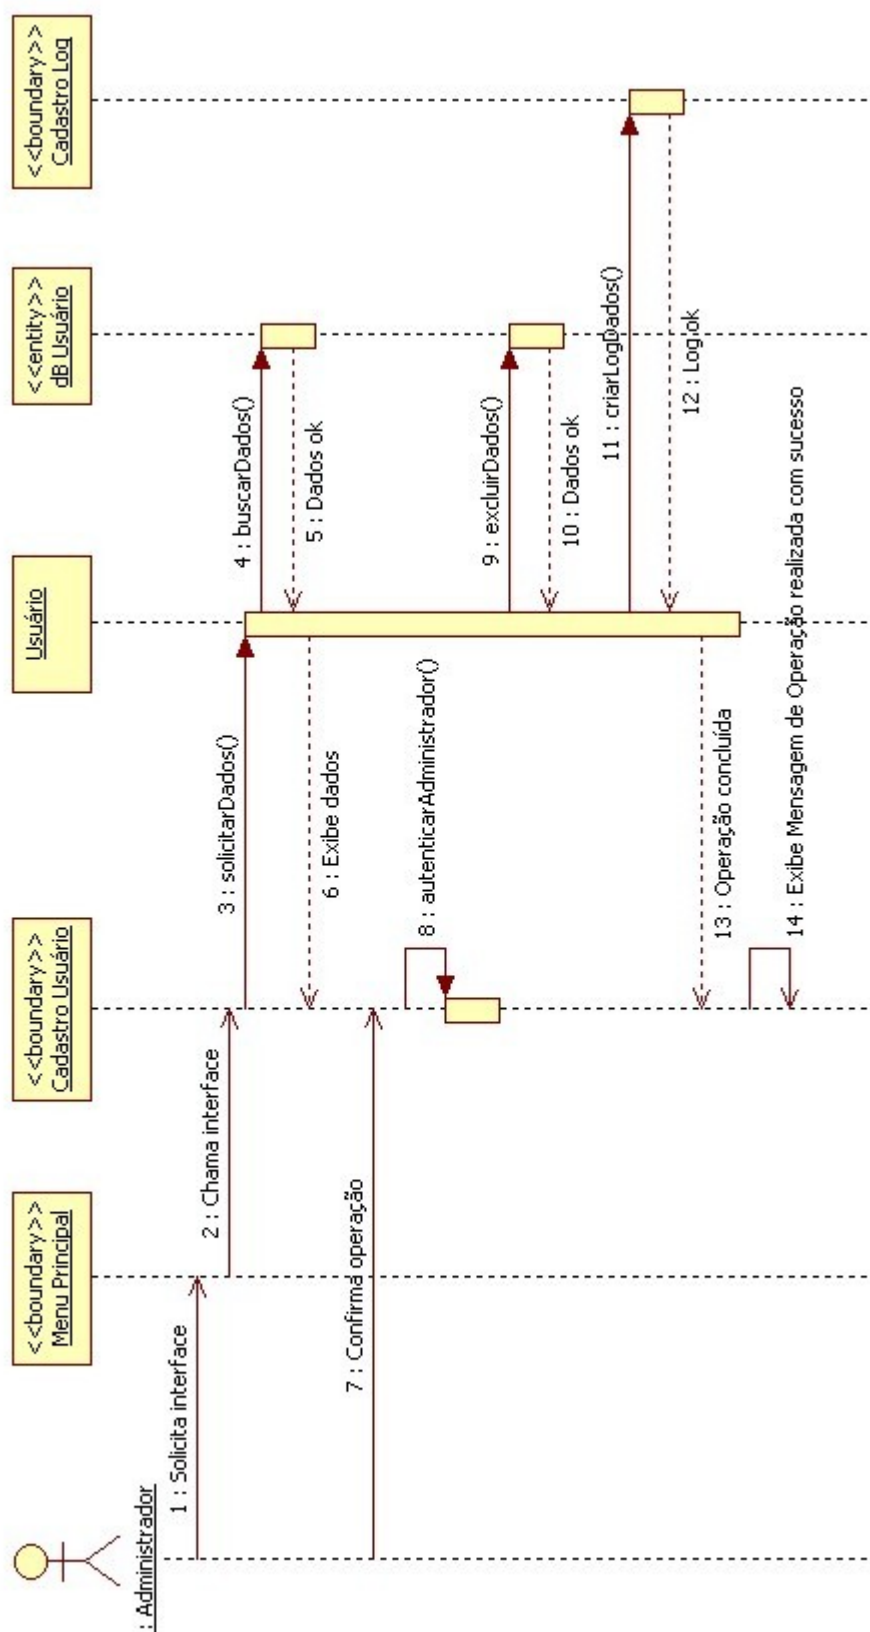 : Administrador
<<boundary>>
Menu Principal
<<boundary>>
Cadastro Usuário
Usuário
<<entity>>
dB Usuário
<<boundary>>
Cadastro Log
1 : Solicita interface
2 : Chama interface
3 : solicitarDados()
4 : buscarDados()
5 : Dados ok
6 : Exibe dados
7 : Confirma operação
8 : autenticarAdministrador()
9 : excluirDados()
10 : Dados ok
11 : criarLogDados()
12 : Log ok
13 : Operação concluída
14 : Exibe Mensagem de Operação realizada com sucesso